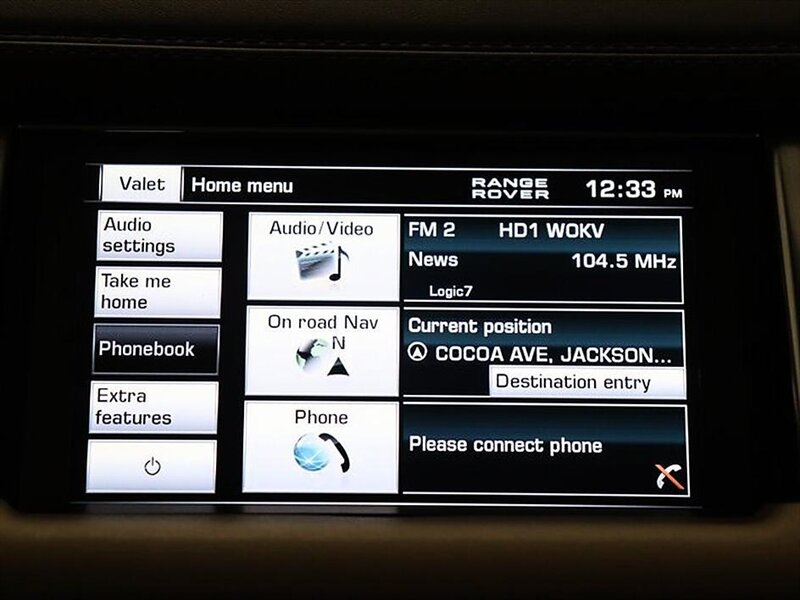 Valet
Home menu
RANGE
ROVER
12:33 PM
Audio
settings
Take me
home
Phonebook
Extra
features
Audio/Video
On road Nav
N
Phone
FM 2 HD1 WOKV
News 104.5 MHz
Logic7
Current position
COCOA AVE, JACKSON...
Destination entry
Please connect phone